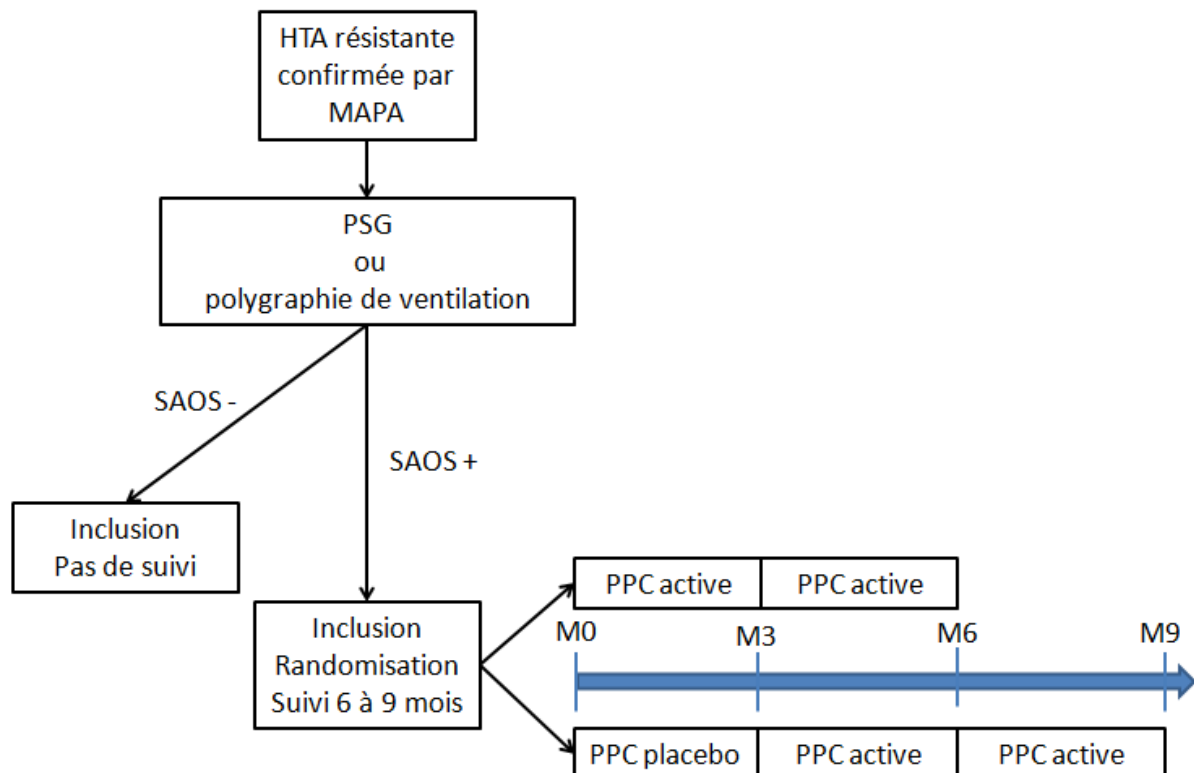 HTA résistante
confirmée par
MAPA
PSG
ou
polygraphie de ventilation
SAOS -
SAOS +
Inclusion
Pas de suivi
Inclusion
Randomisation
Suivi 6 à 9 mois
PPC active PPC active
M0 M3 M6 M9
PPC placebo PPC active PPC active